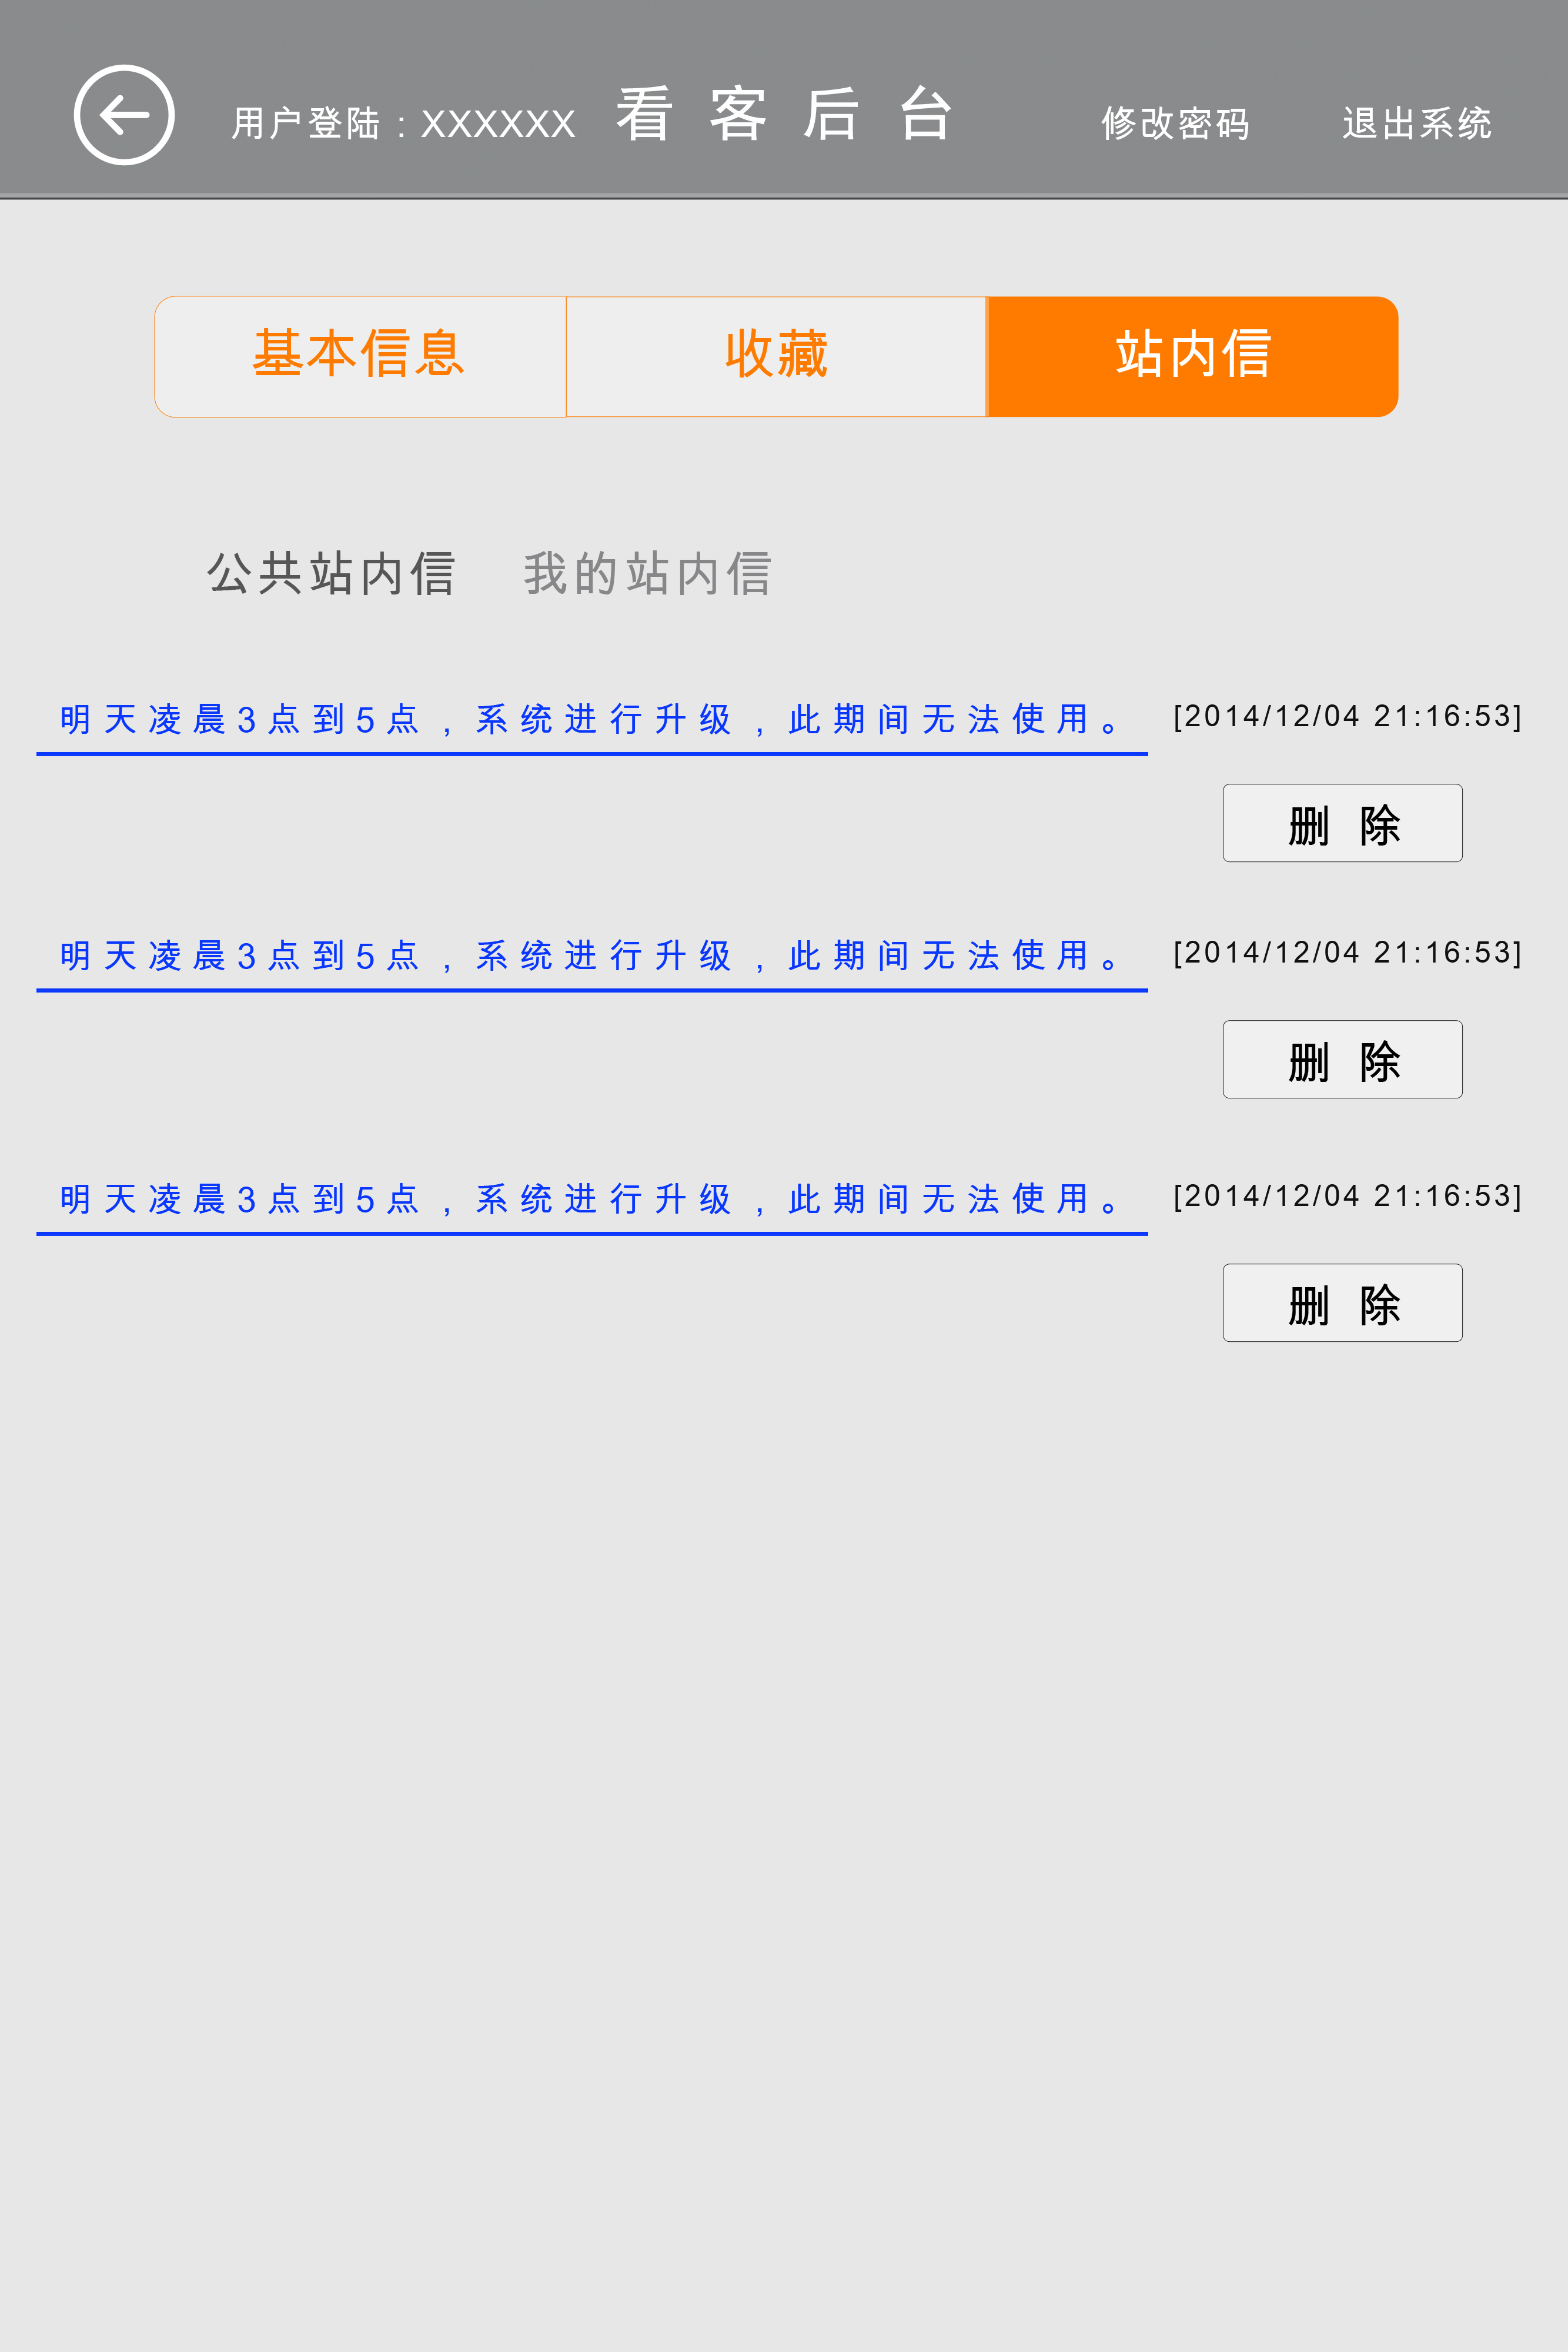 用户登陆：XXXXXX 看客后台 修改密码 退出系统
基本信息 收藏 站内信
公共站内信 我的站内信
明天凌晨3点到5点，系统进行升级，此期间无法使用。 [2014/12/04 21:16:53]
删除
明天凌晨3点到5点，系统进行升级，此期间无法使用。 [2014/12/04 21:16:53]
删除
明天凌晨3点到5点，系统进行升级，此期间无法使用。 [2014/12/04 21:16:53]
删除